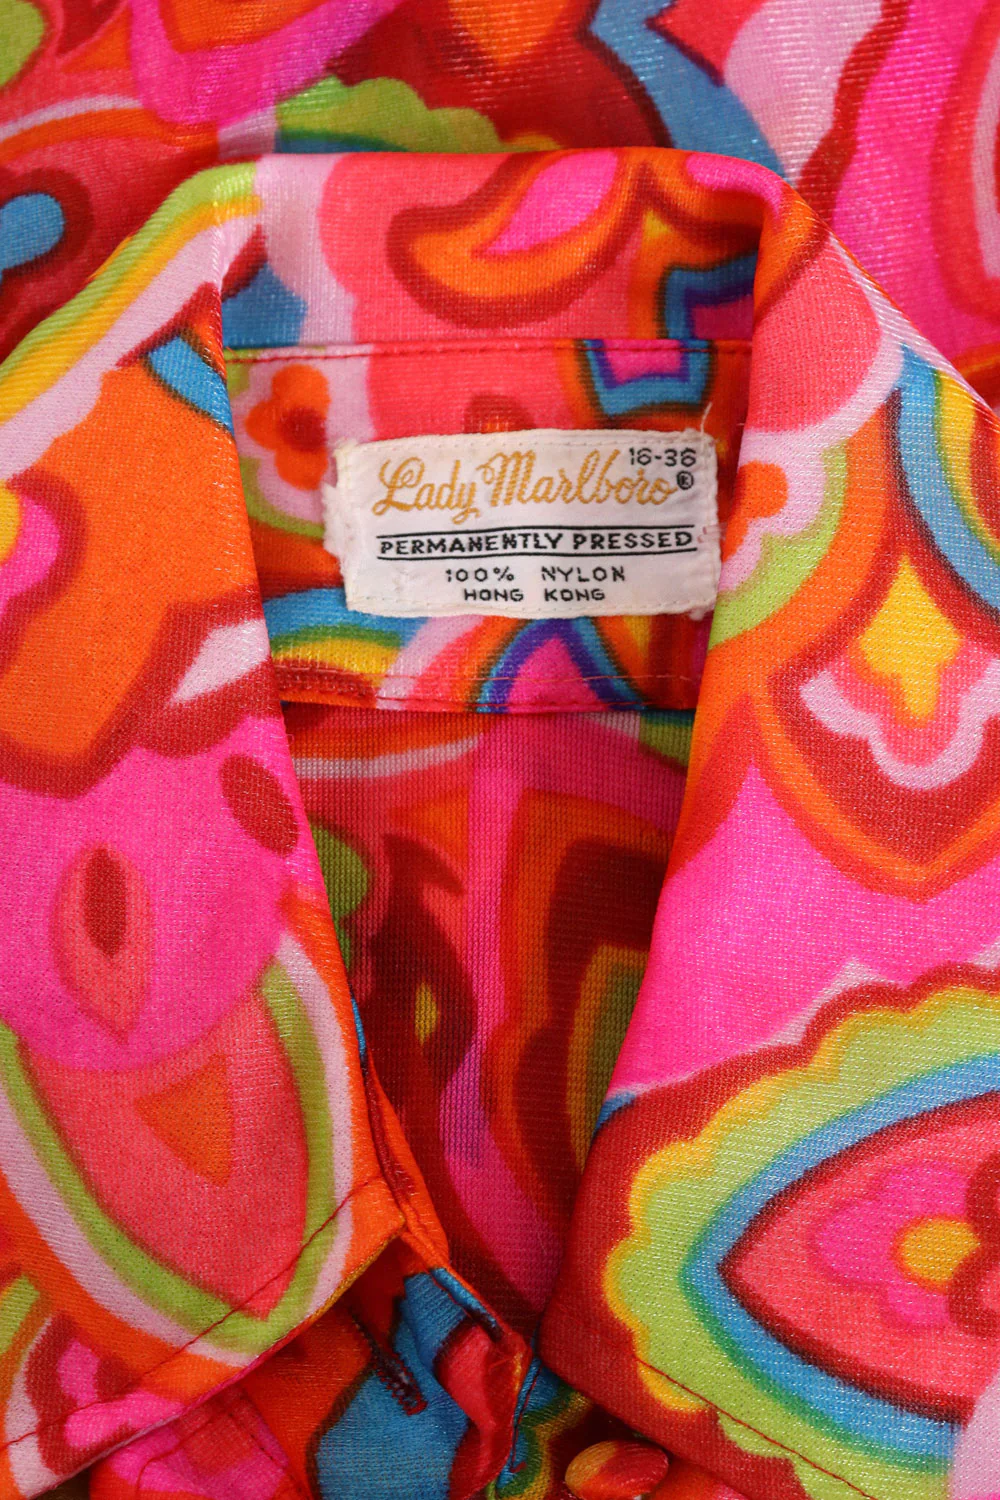 16-36
Lady Marlboro®
PERMANENTLY PRESSED
100% NYLON
HONG KONG